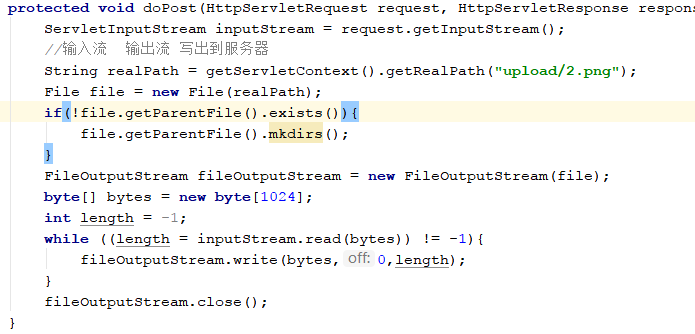 protected void doPost(HttpServletRequest request, HttpServletResponse respons
ServletInputStream inputStream = request.getInputStream();
//输入流  输出流 写出到服务器
String realPath = getServletContext().getRealPath("upload/2.png");
File file = new File(realPath);
if(!file.getParentFile().exists()){
file.getParentFile().mkdirs();
}
FileOutputStream fileOutputStream = new FileOutputStream(file);
byte[] bytes = new byte[1024];
int length = -1;
while ((length = inputStream.read(bytes)) != -1){
fileOutputStream.write(bytes, off: 0,length);
}
fileOutputStream.close();
}